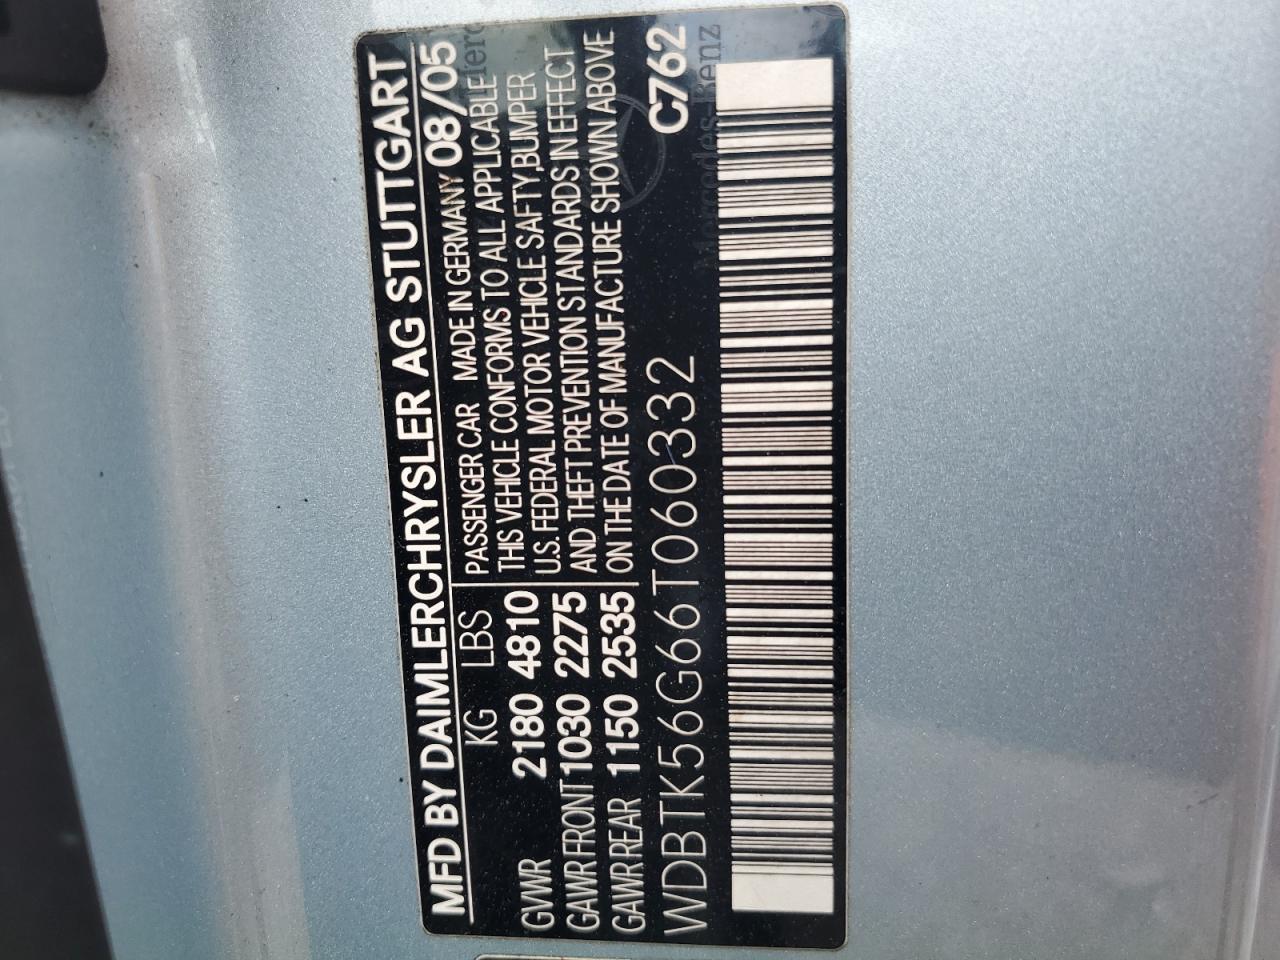 MFD BY DAIMLERCHRYSLER AG STUTTGART
KG LBS
GVWR 2180 4810
GAWR FRONT 1030 2275
GAWR REAR 1150 2535
PASSENGER CAR MADE IN GERMANY 08/05
THIS VEHICLE CONFORMS TO ALL APPLICABLE
U.S. FEDERAL MOTOR VEHICLE SAFTY,BUMPER
AND THEFT PREVENTION STANDARDS IN EFFECT
ON THE DATE OF MANUFACTURE SHOWN ABOVE
WDBTK56G66T060332
C762
Mercedes-Benz